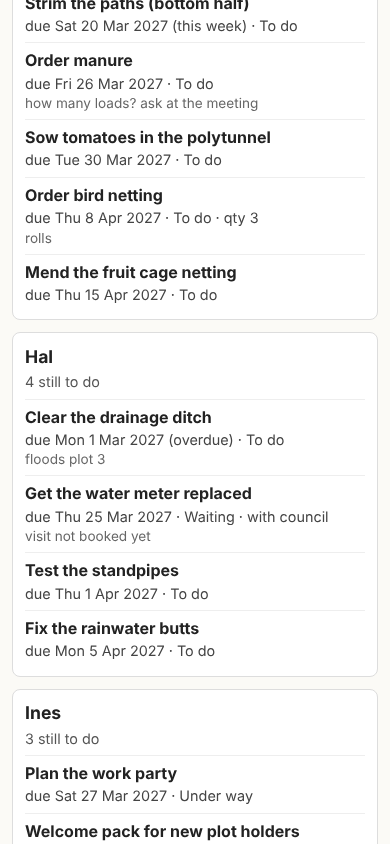 Strim the paths (bottom half)
due Sat 20 Mar 2027 (this week) · To do
Order manure
due Fri 26 Mar 2027 · To do
how many loads? ask at the meeting
Sow tomatoes in the polytunnel
due Tue 30 Mar 2027 · To do
Order bird netting
due Thu 8 Apr 2027 · To do · qty 3
rolls
Mend the fruit cage netting
due Thu 15 Apr 2027 · To do
Hal
4 still to do
Clear the drainage ditch
due Mon 1 Mar 2027 (overdue) · To do
floods plot 3
Get the water meter replaced
due Thu 25 Mar 2027 · Waiting · with council
visit not booked yet
Test the standpipes
due Thu 1 Apr 2027 · To do
Fix the rainwater butts
due Mon 5 Apr 2027 · To do
Ines
3 still to do
Plan the work party
due Sat 27 Mar 2027 · Under way
Welcome pack for new plot holders